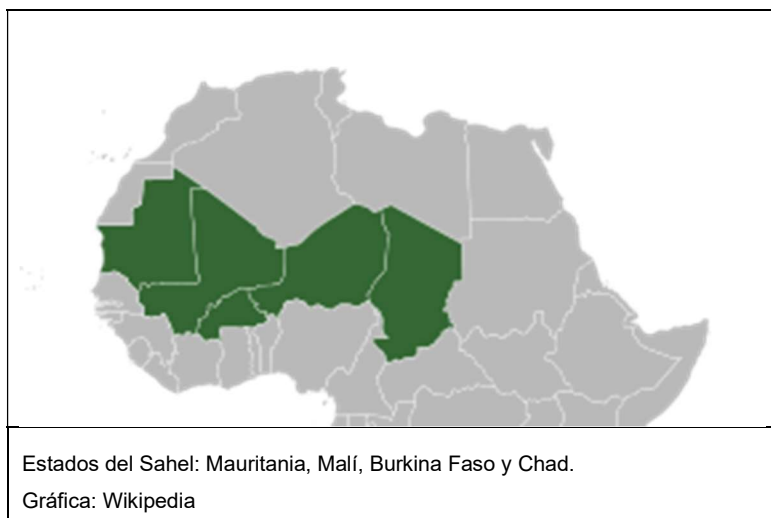 Estados del Sahel: Mauritania, Malí, Burkina Faso y Chad.
Gráfica: Wikipedia